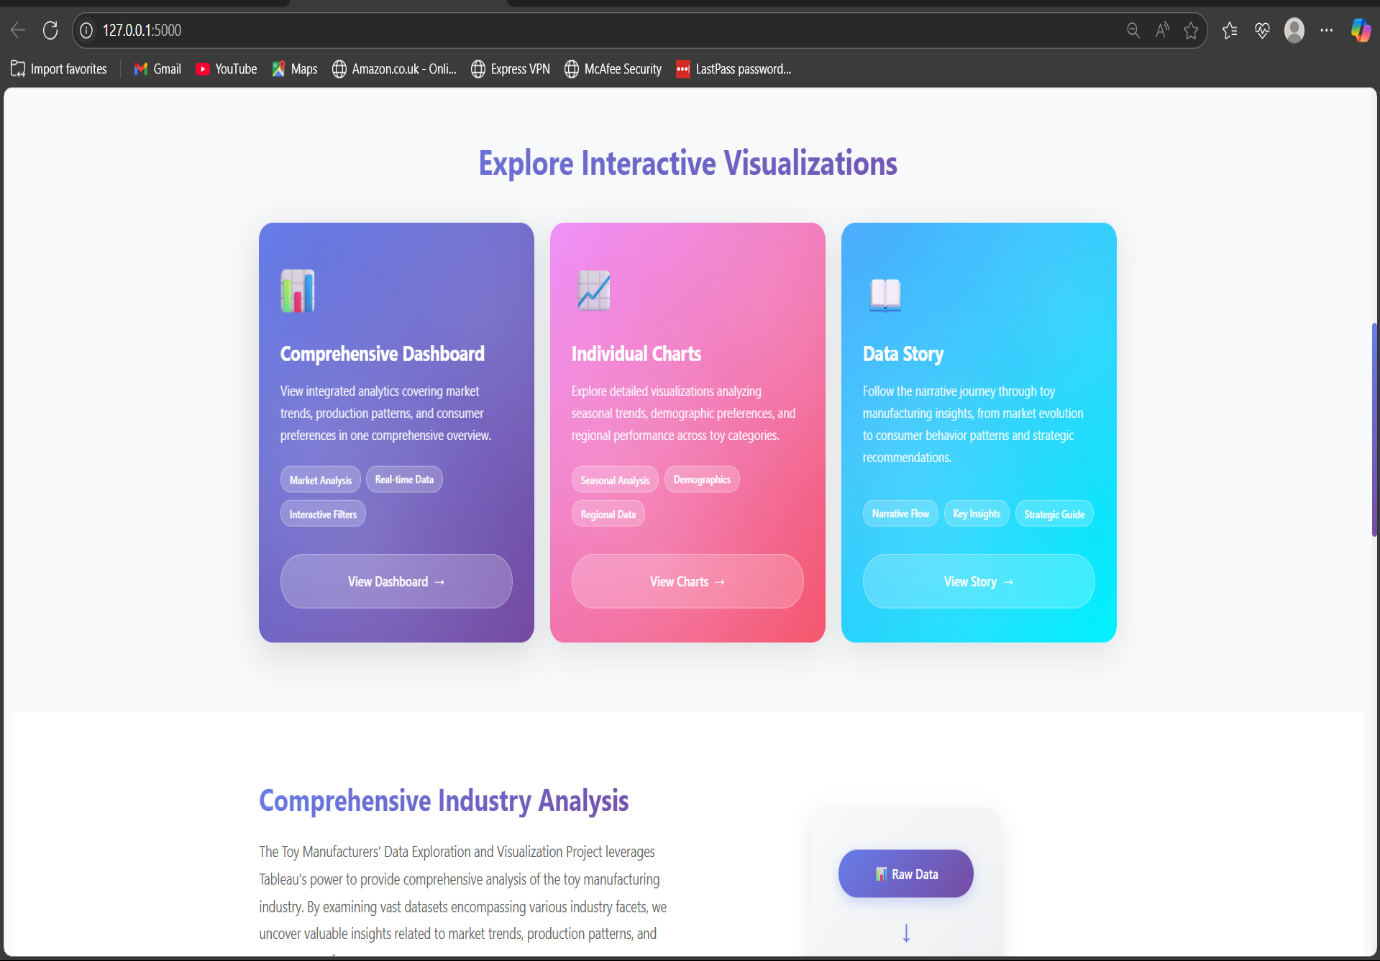 127.0.0.1:5000
Import favorites
Gmail
YouTube
Maps
Amazon.co.uk - Onli...
Express VPN
McAfee Security
LastPass password...
Explore Interactive Visualizations
Comprehensive Dashboard
View integrated analytics covering market
trends, production patterns, and consumer
preferences in one comprehensive overview.
Market Analysis
Real-time Data
Interactive Filters
View Dashboard →
Individual Charts
Explore detailed visualizations analyzing
seasonal trends, demographic preferences, and
regional performance across toy categories.
Seasonal Analysis
Demographics
Regional Data
View Charts →
Data Story
Follow the narrative journey through toy
manufacturing insights, from market evolution
to consumer behavior patterns and strategic
recommendations.
Narrative Flow
Key Insights
Strategic Guide
View Story →
Comprehensive Industry Analysis
The Toy Manufacturers' Data Exploration and Visualization Project leverages
Tableau's power to provide comprehensive analysis of the toy manufacturing
industry. By examining vast datasets encompassing various industry facets, we
uncover valuable insights related to market trends, production patterns, and
Raw Data
↓